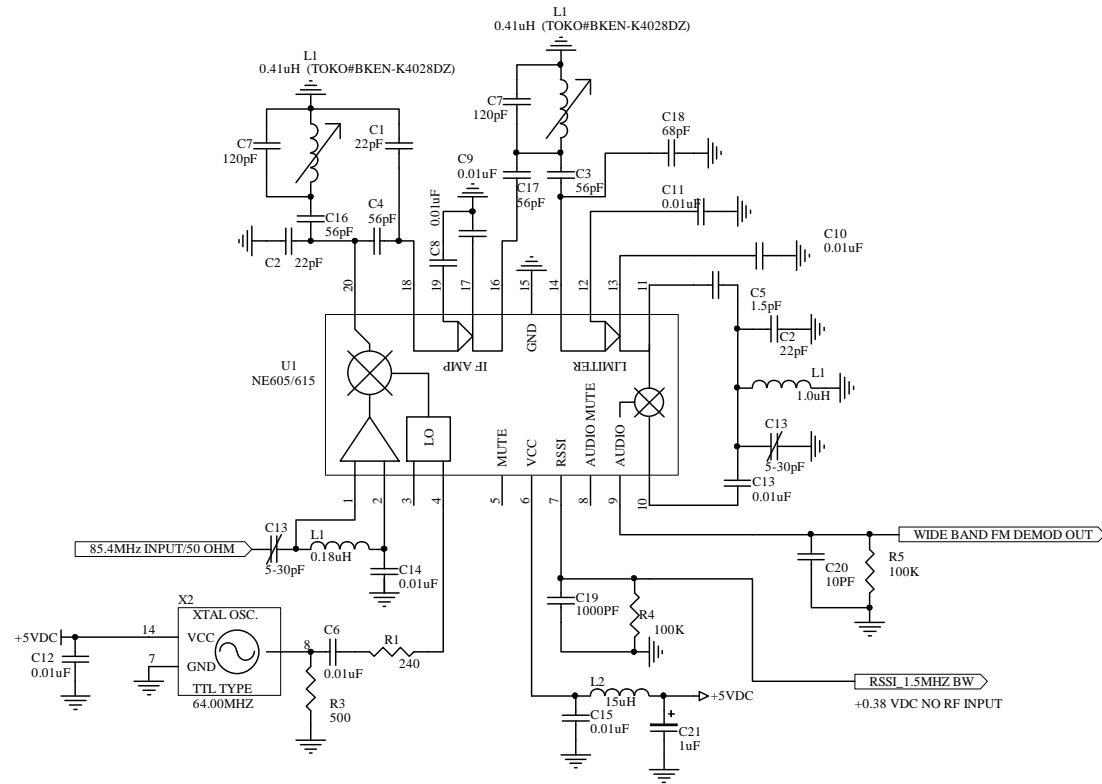 L1
0.41uH (TOKO#BKEN-K4028DZ)
L1
0.41uH (TOKO#BKEN-K4028DZ)
C7
120pF
C1
22pF
C16
56pF
C4
56pF
C2 22pF
C9
0.01uF
C8
0.01uF
C7
120pF
C17
56pF
C3
56pF
C18
68pF
C11
0.01uF
C10
0.01uF
20
18
19
17
16
15
14
12
13
11
C5
1.5pF
C2
22pF
L1
1.0uH
C13
5-30pF
C13
0.01uF
U1
NE605/615
IF AMP
GND
LIMITER
LO
MUTE
VCC
RSSI
AUDIO MUTE
AUDIO
1
2
3
4
5
6
7
8
9
10
85.4MHz INPUT/50 OHM
C13
5-30pF
L1
0.18uH
C14
0.01uF
WIDE BAND FM DEMOD OUT
C20
10PF
R5
100K
C19
1000PF
R4
100K
X2
XTAL OSC.
VCC
GND
TTL TYPE
64.00MHZ
14
7
8
+5VDC
C12
0.01uF
C6
0.01uF
R1
240
R3
500
L2
15uH
+5VDC
C15
0.01uF
+
C21
1uF
RSSI_1.5MHZ BW
+0.38 VDC NO RF INPUT